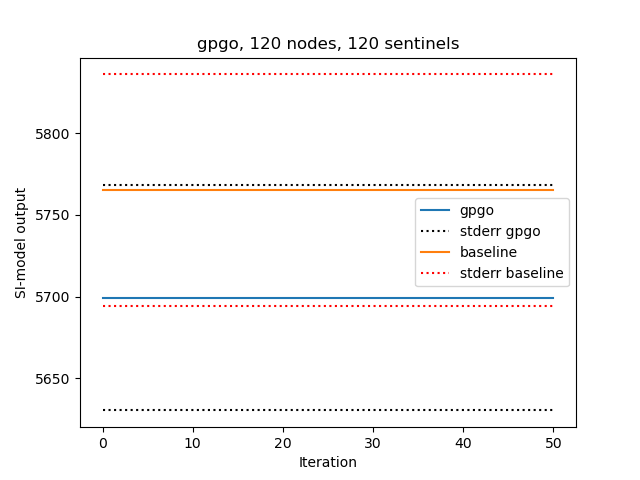 gpgo, 120 nodes, 120 sentinels
SI-model output
5800
5750
5700
5650
gpgo
stderr gpgo
baseline
stderr baseline
0 10 20 30 40 50
Iteration